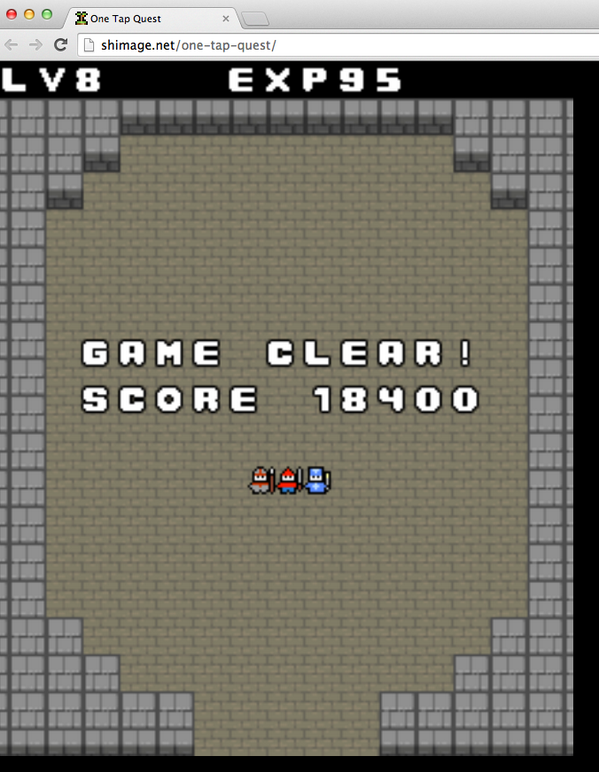 One Tap Quest
shimage.net/one-tap-quest/
LV8 EXP95
GAME CLEAR!
SCORE 18400